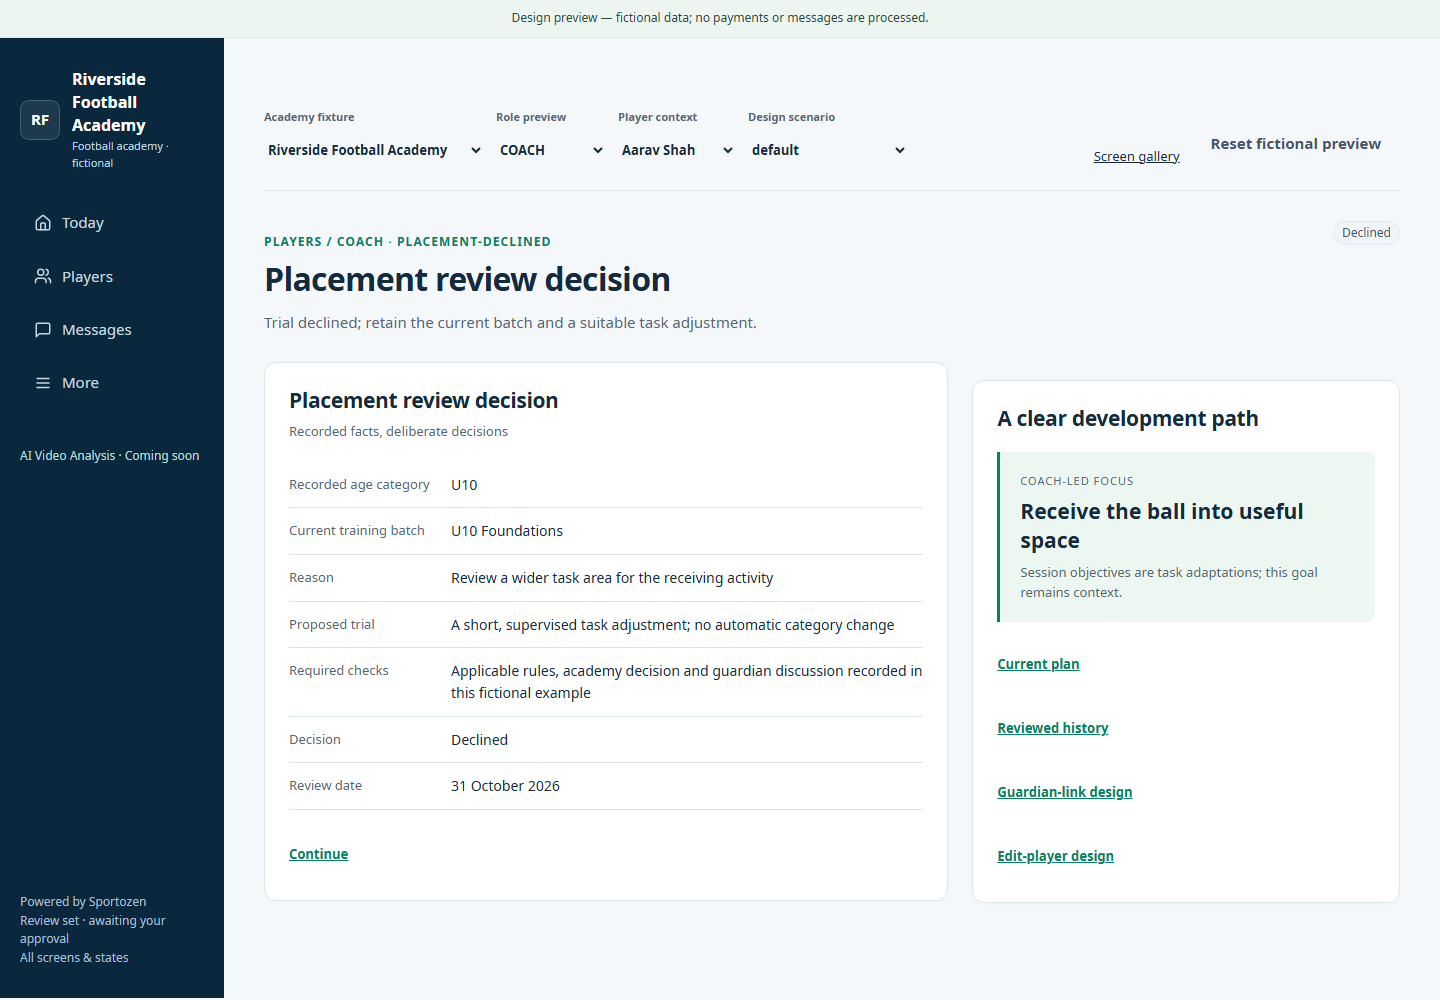 Design preview — fictional data; no payments or messages are processed.
RF
Riverside
Football
Academy
Football academy ·
fictional
Today
Players
Messages
More
AI Video Analysis · Coming soon
Powered by Sportozen
Review set · awaiting your
approval
All screens & states
Academy fixture
Riverside Football Academy
Role preview
COACH
Player context
Aarav Shah
Design scenario
default
Screen gallery
Reset fictional preview
PLAYERS / COACH · PLACEMENT-DECLINED
Declined
Placement review decision
Trial declined; retain the current batch and a suitable task adjustment.
Placement review decision
Recorded facts, deliberate decisions
Recorded age category U10
Current training batch U10 Foundations
Reason Review a wider task area for the receiving activity
Proposed trial A short, supervised task adjustment; no automatic category change
Required checks Applicable rules, academy decision and guardian discussion recorded in
this fictional example
Decision Declined
Review date 31 October 2026
Continue
A clear development path
COACH-LED FOCUS
Receive the ball into useful
space
Session objectives are task adaptations; this goal
remains context.
Current plan
Reviewed history
Guardian-link design
Edit-player design